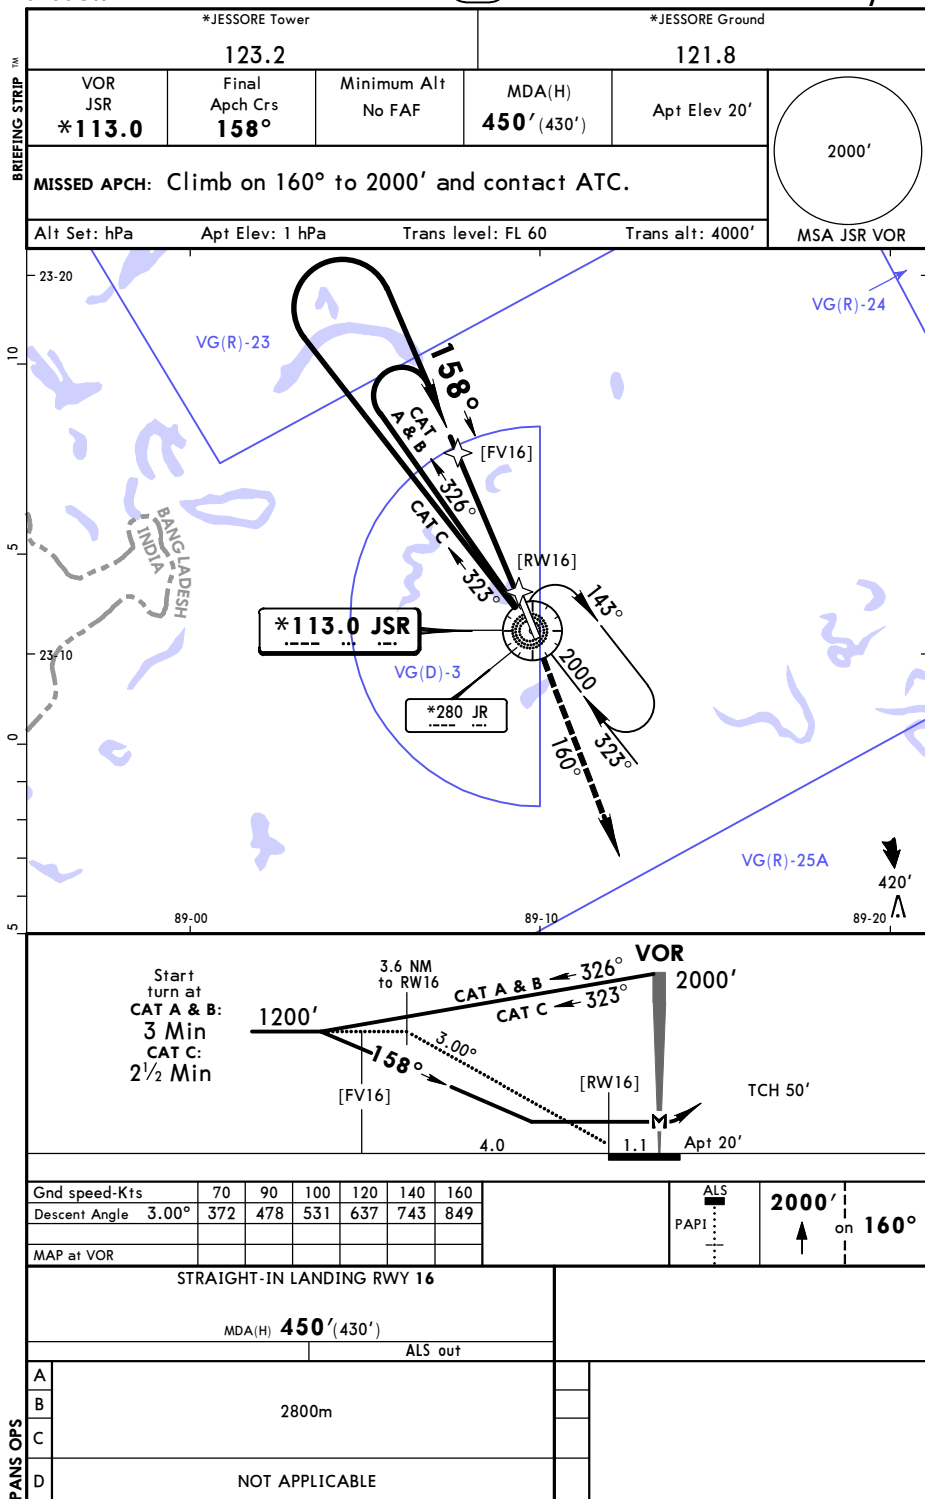 *JESSORE Tower
123.2
*JESSORE Ground
121.8
BRIEFING STRIP TM
VOR
JSR
*113.0
Final
Apch Crs
158°
Minimum Alt
No FAF
MDA(H)
450' (430')
Apt Elev 20'
2000'
MSA JSR VOR
MISSED APCH: Climb on 160° to 2000' and contact ATC.
Alt Set: hPa Apt Elev: 1 hPa Trans level: FL 60 Trans alt: 4000'
23-20
VG(R)-24
VG(R)-23
10
158°
CAT
A & B
[FV16]
326°
CAT C
323°
BANGLADESH
INDIA
5
[RW16]
143°
*113.0 JSR
23-10
VG(D)-3
2000
*280 JR
0
160°
323°
VG(R)-25A
420'
5
89-00
89-10
89-20
VOR
3.6 NM
to RW16
Start
turn at
CAT A & B:
3 Min
CAT C:
2½ Min
CAT A & B 326°
CAT C 323°
2000'
1200'
3.00°
158°
[FV16]
[RW16]
TCH 50'
M
4.0
1.1
Apt 20'
Gnd speed-Kts 70 90 100 120 140 160
Descent Angle 3.00° 372 478 531 637 743 849
MAP at VOR
ALS
PAPI
2000'
on 160°
STRAIGHT-IN LANDING RWY 16
MDA(H) 450' (430')
ALS out
A
B
C
2800m
D
NOT APPLICABLE
PANS OPS